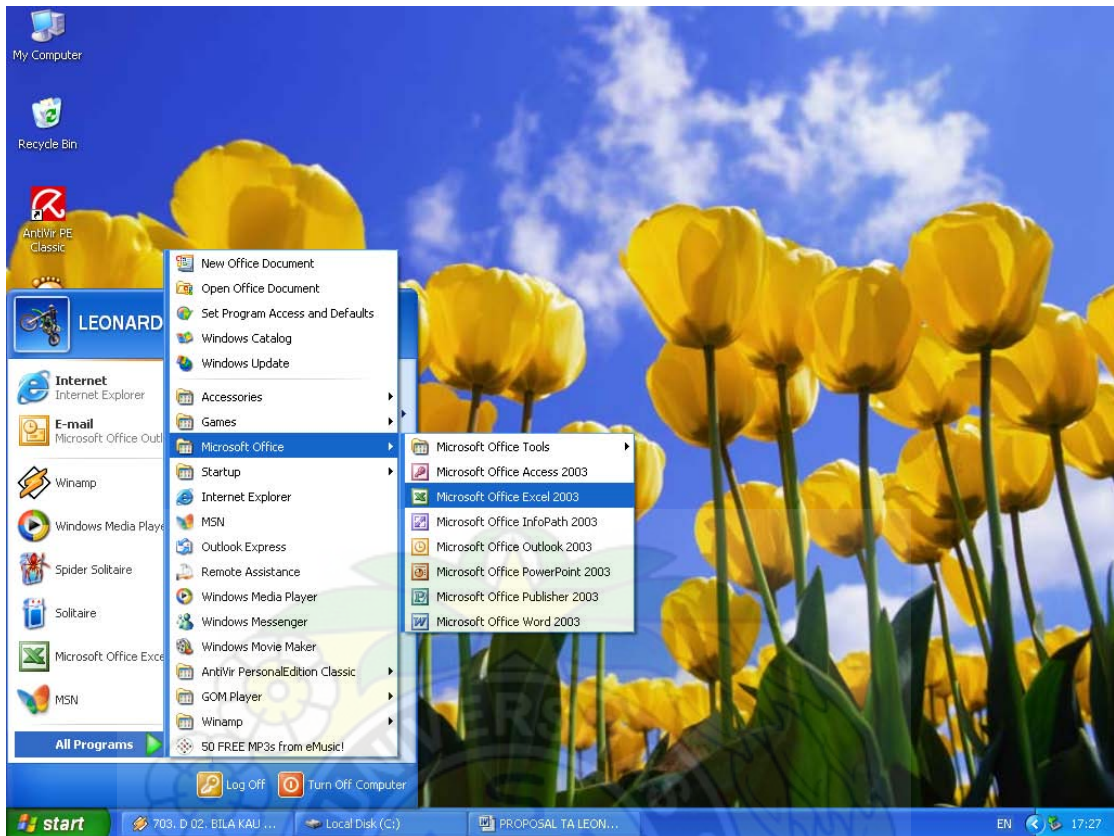 My Computer
Recycle Bin
AntiVir PE
Classic
LEONARD
Internet
Internet Explorer
E-mail
Microsoft Office Outl
Winamp
Windows Media Playe
Spider Solitaire
Solitaire
Microsoft Office Exce
MSN
All Programs
New Office Document
Open Office Document
Set Program Access and Defaults
Windows Catalog
Windows Update
Accessories
Games
Microsoft Office
Startup
Internet Explorer
MSN
Outlook Express
Remote Assistance
Windows Media Player
Windows Messenger
Windows Movie Maker
AntiVir PersonalEdition Classic
GOM Player
Winamp
50 FREE MP3s from eMusic!
Microsoft Office Tools
Microsoft Office Access 2003
Microsoft Office Excel 2003
Microsoft Office InfoPath 2003
Microsoft Office Outlook 2003
Microsoft Office PowerPoint 2003
Microsoft Office Publisher 2003
Microsoft Office Word 2003
Log Off
Turn Off Computer
start
703. D 02. BILA KAU ...
Local Disk (C:)
PROPOSAL TA LEON...
EN
17:27